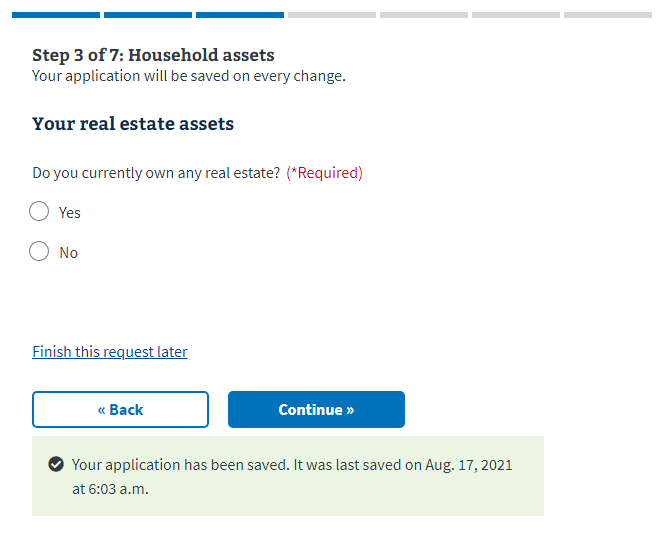 Step 3 of 7: Household assets
Your application will be saved on every change.
Your real estate assets
Do you currently own any real estate? (*Required)
Yes
No
Finish this request later
« Back
Continue »
Your application has been saved. It was last saved on Aug. 17, 2021
at 6:03 a.m.